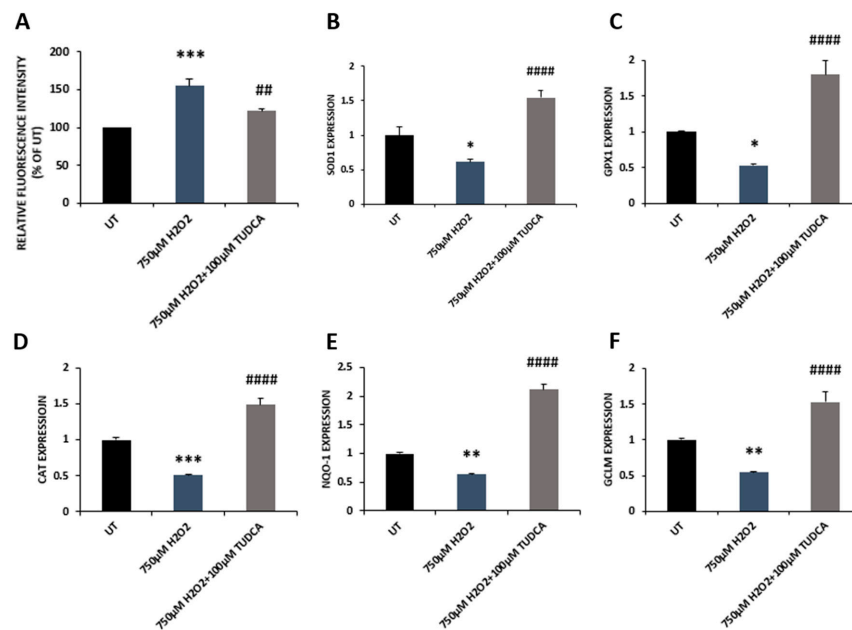 A
RELATIVE FLUORESCENCE INTENSITY
(% OF UT)
200
150
100
50
0
***
##
UT
750μM H2O2
750μM H2O2+100μM TUDCA
B
SOD1 EXPRESSION
2
1.5
1
0.5
0
*
####
UT
750μM H2O2
750μM H2O2+100μM TUDCA
C
GPX1 EXPRESSION
2
1.5
1
0.5
0
*
####
UT
750μM H2O2
750μM H2O2+100μM TUDCA
D
CAT EXPRESSIOJN
2
1.5
1
0.5
0
***
####
UT
750μM H2O2
750μM H2O2+100μM TUDCA
E
NQO-1 EXPRESSION
2.5
2
1.5
1
0.5
0
**
####
UT
750μM H2O2
750μM H2O2+100μM TUDCA
F
GCLM EXPRESSION
2
1.5
1
0.5
0
**
####
UT
750μM H2O2
750μM H2O2+100μM TUDCA